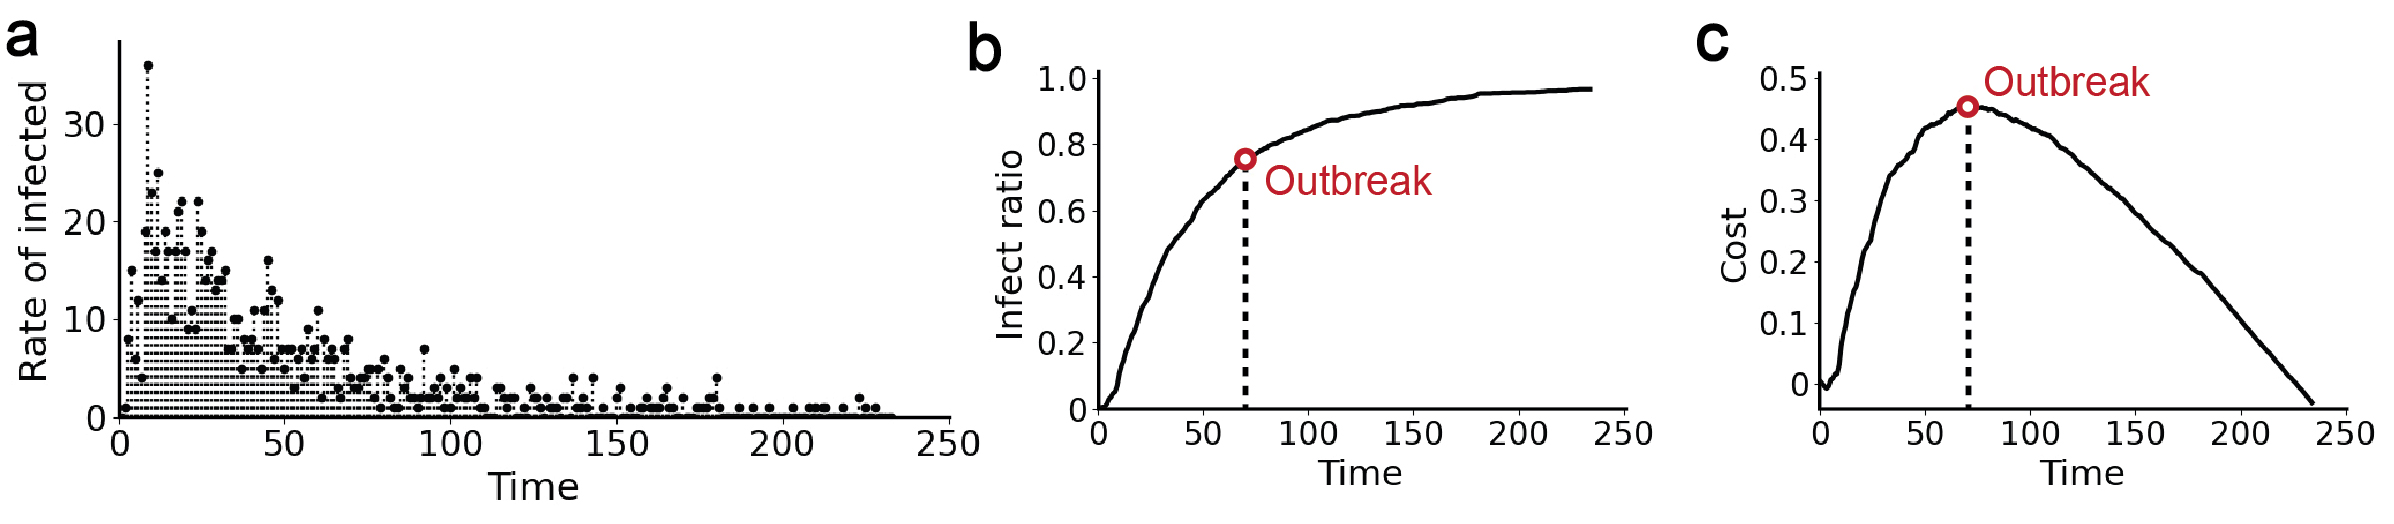 a
Rate of infected
30
20
10
0
0 50 100 150 200 250
Time
b
Infect ratio
1.0
0.8
0.6
0.4
0.2
0
Outbreak
0 50 100 150 200 250
Time
c
Cost
0.5
0.4
0.3
0.2
0.1
0
Outbreak
0 50 100 150 200 250
Time